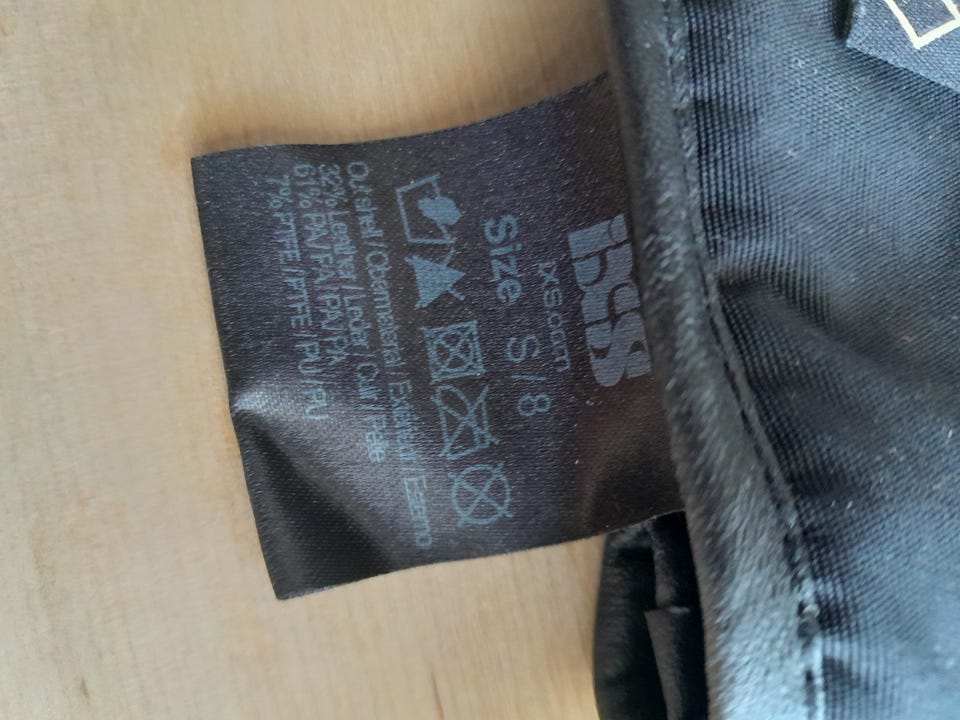 ixs
iXS.com
Size S / 8
Outshell / Obermaterial / Extérieur / Esterno
32% Leather / Leder / Cuir / Pelle
61% PA / PA / PA / PA
7% PTFE / PTFE / PU / PU